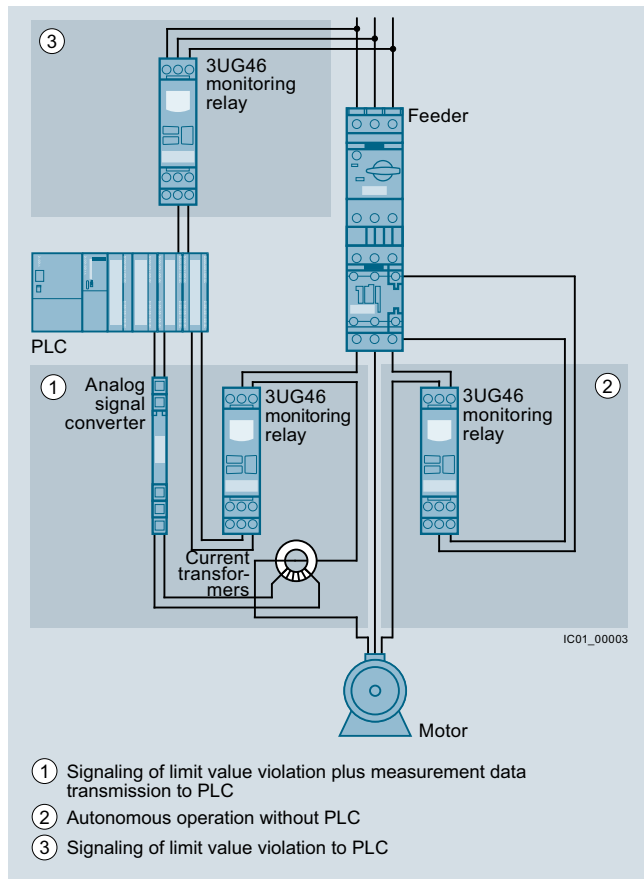 3
3UG46
monitoring
relay
Feeder
PLC
1
Analog
signal
converter
3UG46
monitoring
relay
3UG46
monitoring
relay
2
Current
transfor-
mers
IC01_00003
Motor
1 Signaling of limit value violation plus measurement data
transmission to PLC
2 Autonomous operation without PLC
3 Signaling of limit value violation to PLC